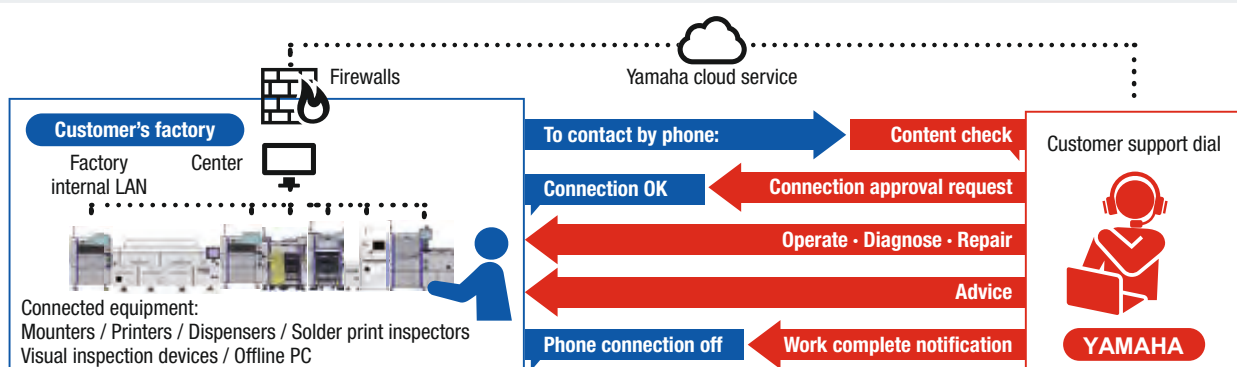 Firewalls
Yamaha cloud service
Customer's factory
Factory
internal LAN
Center
Connected equipment:
Mounters / Printers / Dispensers / Solder print inspectors
Visual inspection devices / Offline PC
To contact by phone:
Content check
Connection OK
Connection approval request
Operate · Diagnose · Repair
Advice
Phone connection off
Work complete notification
Customer support dial
YAMAHA